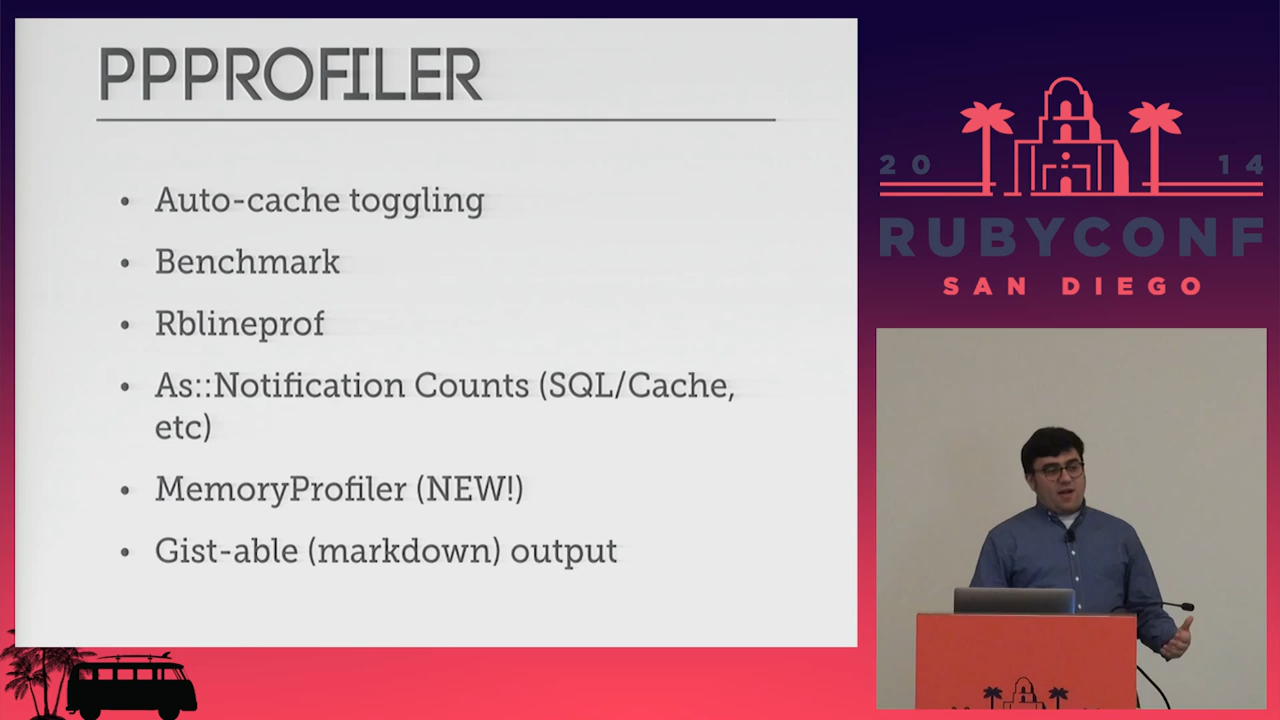 PPPROFILER
• Auto-cache toggling
• Benchmark
• Rblineprof
• As::Notification Counts (SQL/Cache,
etc)
• MemoryProfiler (NEW!)
• Gist-able (markdown) output
20 14
RUBYCONF
SAN DIEGO